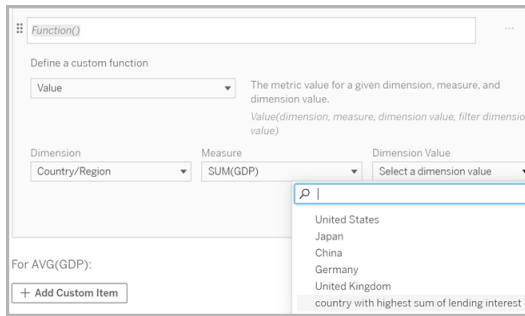 Function()
Define a custom function
Value
The metric value for a given dimension, measure, and
dimension value.
Value(dimension, measure, dimension value, filter dimensio
value)
Dimension
Measure
Dimension Value
Country/Region
SUM(GDP)
Select a dimension value
United States
Japan
China
Germany
United Kingdom
country with highest sum of lending interest
For AVG(GDP):
+ Add Custom Item